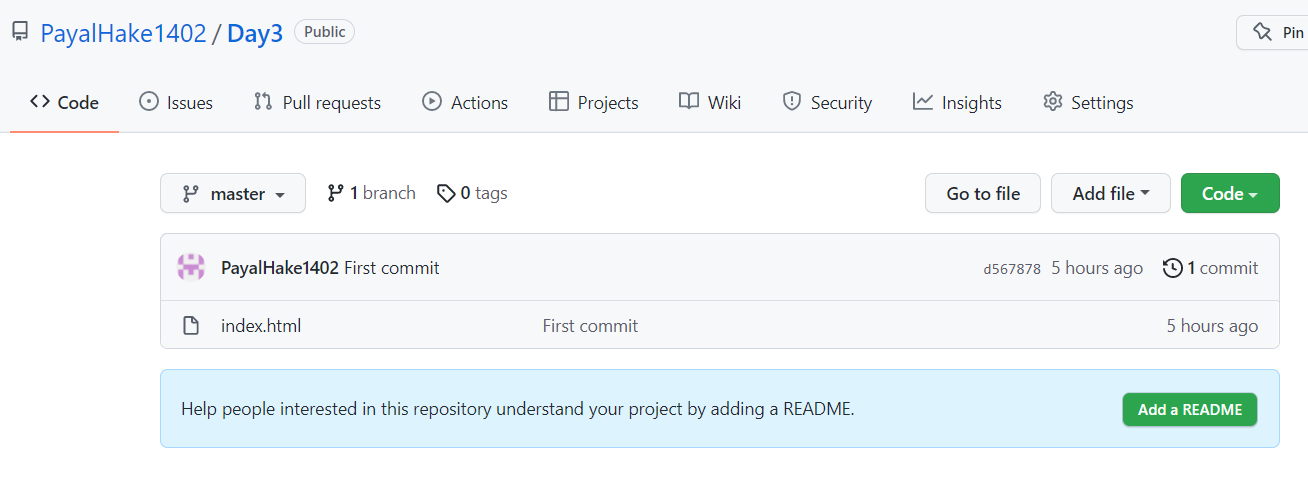 PayalHake1402 / Day3 Public Pin
Code Issues Pull requests Actions Projects Wiki Security Insights Settings
master 1 branch 0 tags Go to file Add file Code
PayalHake1402 First commit d567878 5 hours ago 1 commit
index.html First commit 5 hours ago
Help people interested in this repository understand your project by adding a README. Add a README